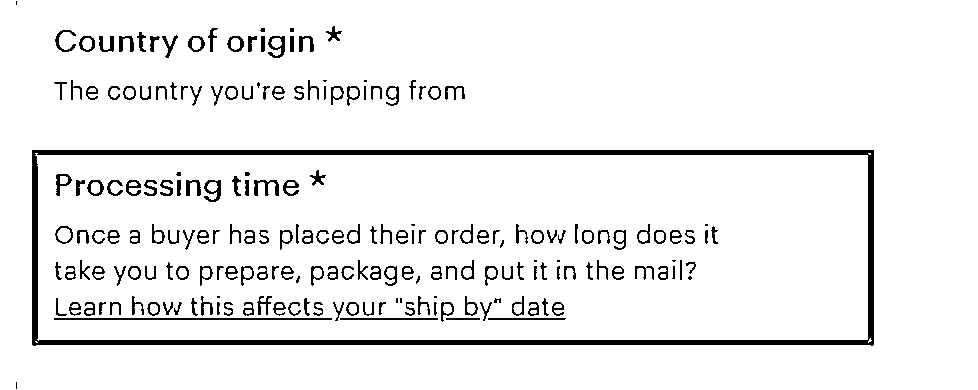 Country of origin *
The country you're shipping from
Processing time *
Once a buyer has placed their order, how long does it
take you to prepare, package, and put it in the mail?
Learn how this affects your "ship by" date